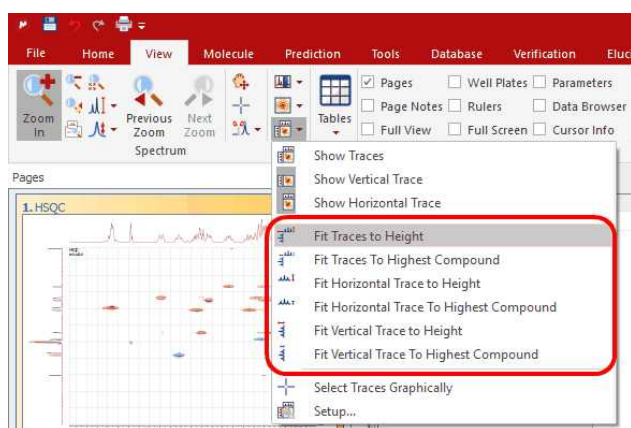 File Home View Molecule Prediction Tools Database Verification Eluc
Zoom In
Previous Zoom
Next Zoom
Spectrum
Tables
Pages Well Plates Parameters
Page Notes Rulers Data Browser
Full View Full Screen Cursor Info
Pages
1. HSQC
Show Traces
Show Vertical Trace
Show Horizontal Trace
Fit Traces to Height
Fit Traces To Highest Compound
Fit Horizontal Trace to Height
Fit Horizontal Trace To Highest Compound
Fit Vertical Trace to Height
Fit Vertical Trace To Highest Compound
Select Traces Graphically
Setup...